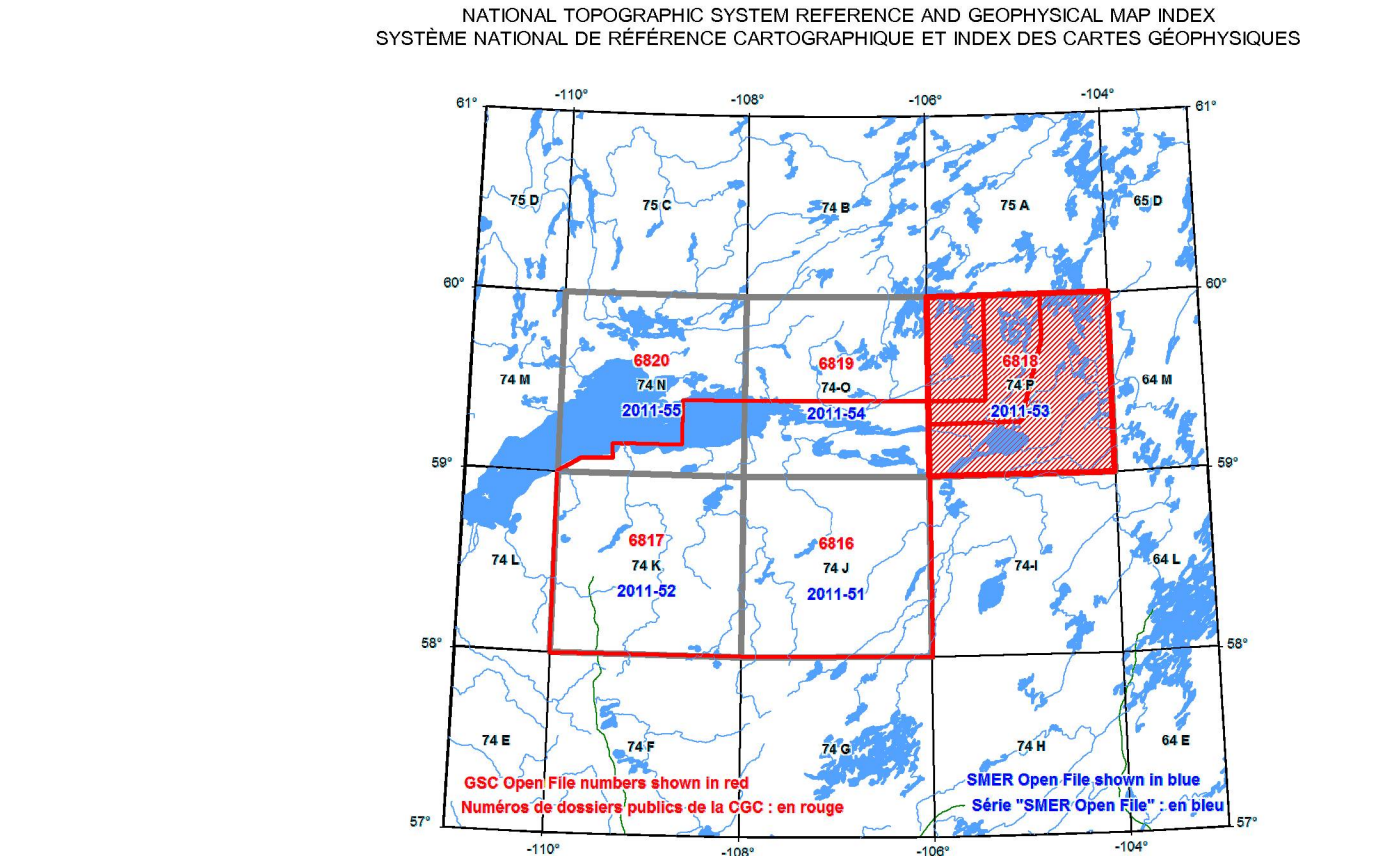 NATIONAL TOPOGRAPHIC SYSTEM REFERENCE AND GEOPHYSICAL MAP INDEX
SYSTÈME NATIONAL DE RÉFÉRENCE CARTOGRAPHIQUE ET INDEX DES CARTES GÉOPHYSIQUES
-110° -108° -106° -104°
61° 61°
75 D 75 C 74 B 75 A 65 D
60° 60°
6820 6819 6818
74 M 74 N 74-O 74 P 64 M
2011-55 2011-54 2011-53
59° 59°
6817 6816
74 L 74 K 74 J 74-I 64 L
2011-52 2011-51
58° 58°
74 E 74 F 74 G 74 H 64 E
GSC Open File numbers shown in red
Numéros de dossiers publics de la CGC : en rouge
SMER Open File shown in blue
Série "SMER Open File" : en bleu
57° 57°
-110° -108° -106° -104°